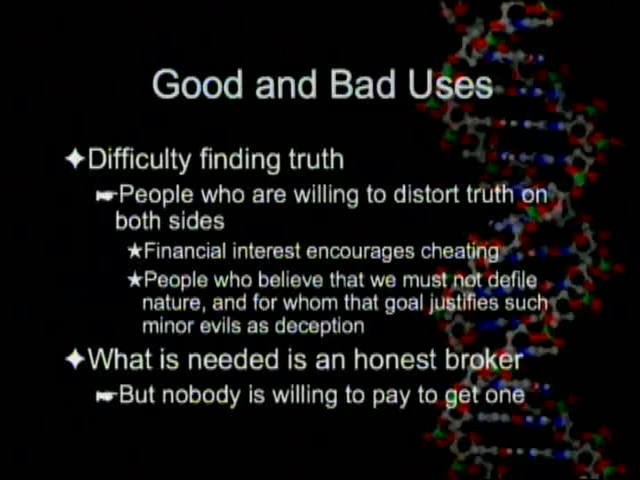 Good and Bad Uses
Difficulty finding truth
People who are willing to distort truth on
both sides
Financial interest encourages cheating
People who believe that we must not defile
nature, and for whom that goal justifies such
minor evils as deception
What is needed is an honest broker
But nobody is willing to pay to get one